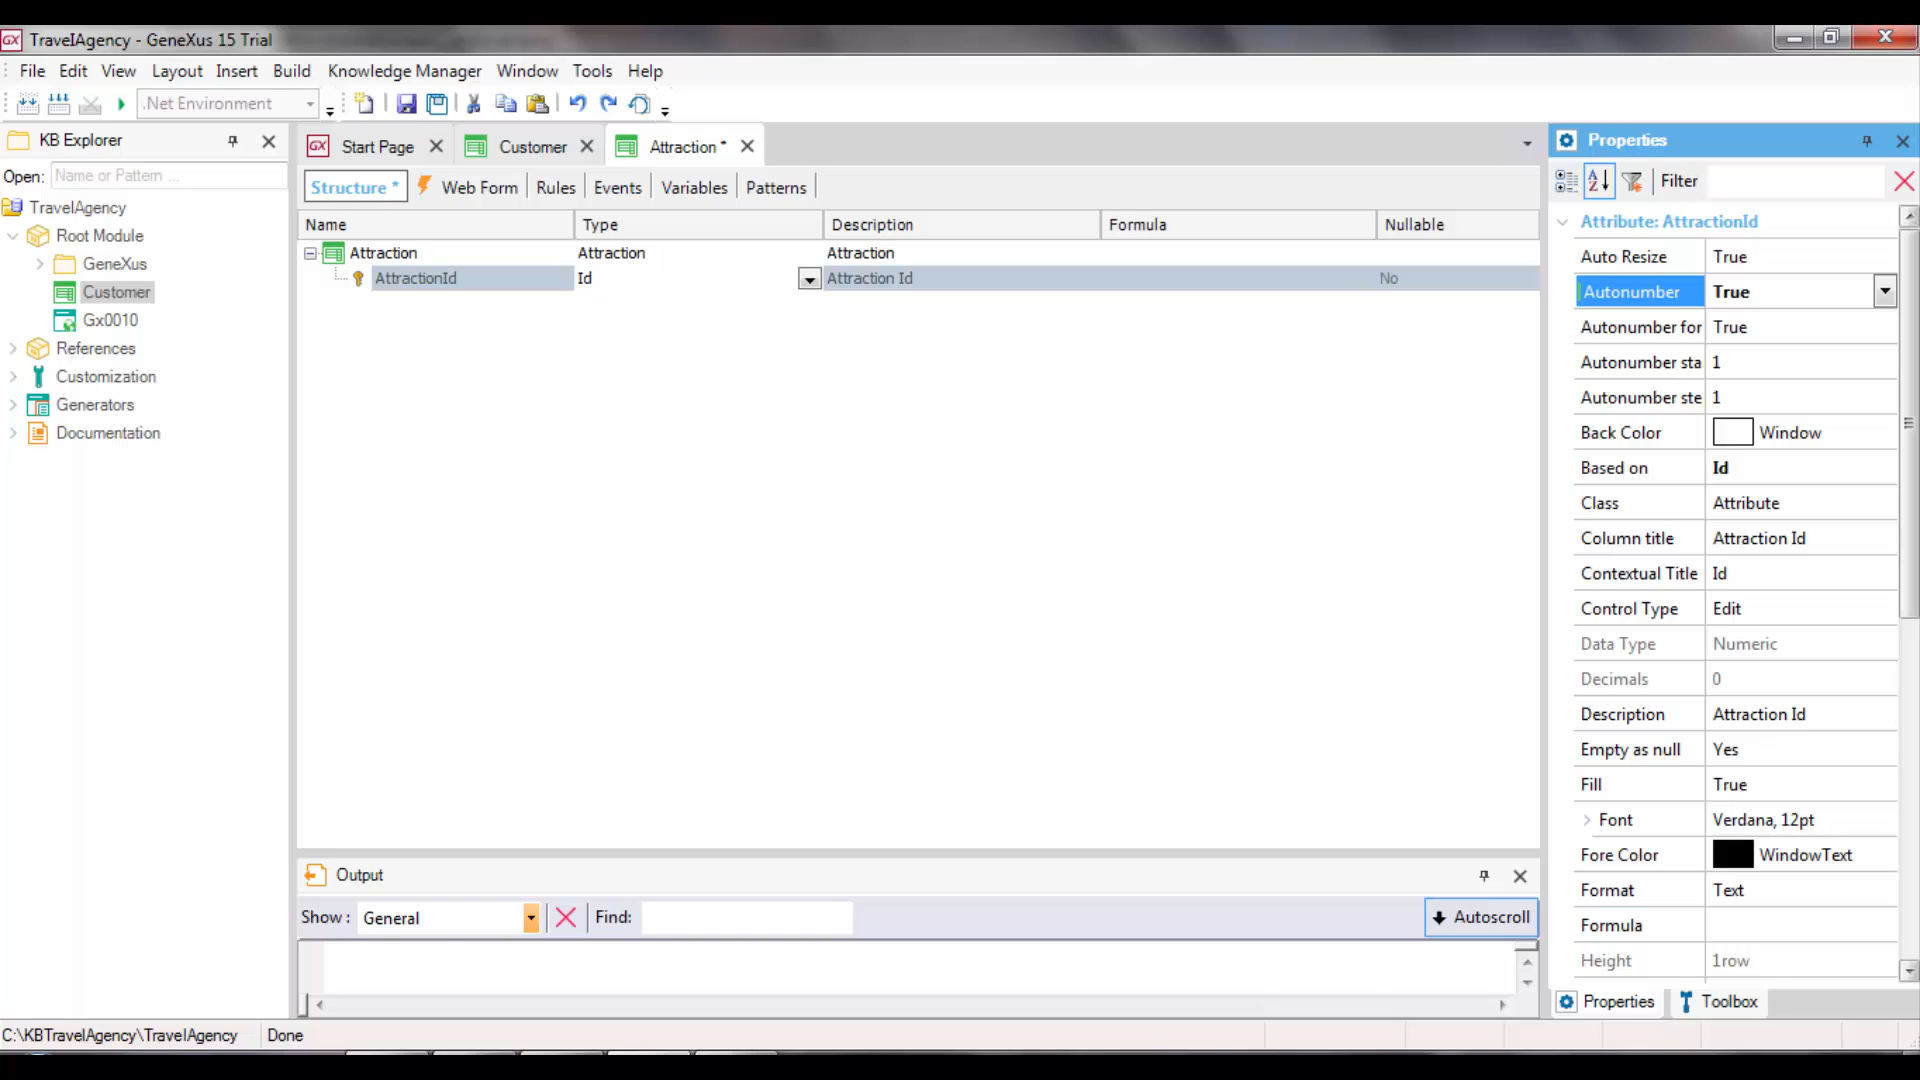 TravelAgency - GeneXus 15 Trial
File Edit View Layout Insert Build Knowledge Manager Window Tools Help
.Net Environment
KB Explorer
Open: Name or Pattern ...
TravelAgency
Root Module
GeneXus
Customer
Gx0010
References
Customization
Generators
Documentation
Start Page Customer Attraction *
Structure * Web Form Rules Events Variables Patterns
Name Type Description Formula Nullable
Attraction Attraction Attraction
AttractionId Id Attraction Id No
Output
Show : General Find: Autoscroll
Properties
Filter
Attribute: AttractionId
Auto Resize True
Autonumber True
Autonumber for True
Autonumber sta 1
Autonumber ste 1
Back Color Window
Based on Id
Class Attribute
Column title Attraction Id
Contextual Title Id
Control Type Edit
Data Type Numeric
Decimals 0
Description Attraction Id
Empty as null Yes
Fill True
Font Verdana, 12pt
Fore Color WindowText
Format Text
Formula
Height 1row
Properties Toolbox
C:\KBTravelAgency\TravelAgency Done